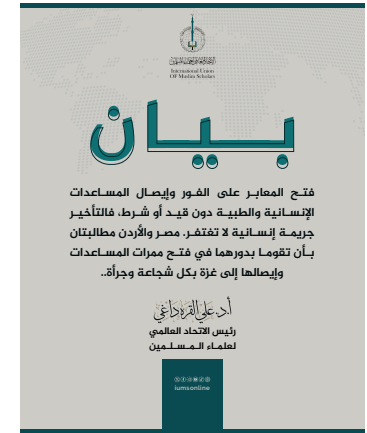 International Union
Of Muslim Scholars
بيان
فتح المعابر على الفور وإيصال المساعدات
الإنسانية والطبية دون قيد أو شرط، فالتأخير
جريمة إنسانية لا تغتفر. مصر والأردن مطالبتان
بأن تقوما بدورهما في فتح ممرات المساعدات
وإيصالها إلى غزة بكل شجاعة وجرأة..
أ.د. علي القره داغي
رئيس الاتحاد العالمي
لعلماء المسلمين
iumsonline